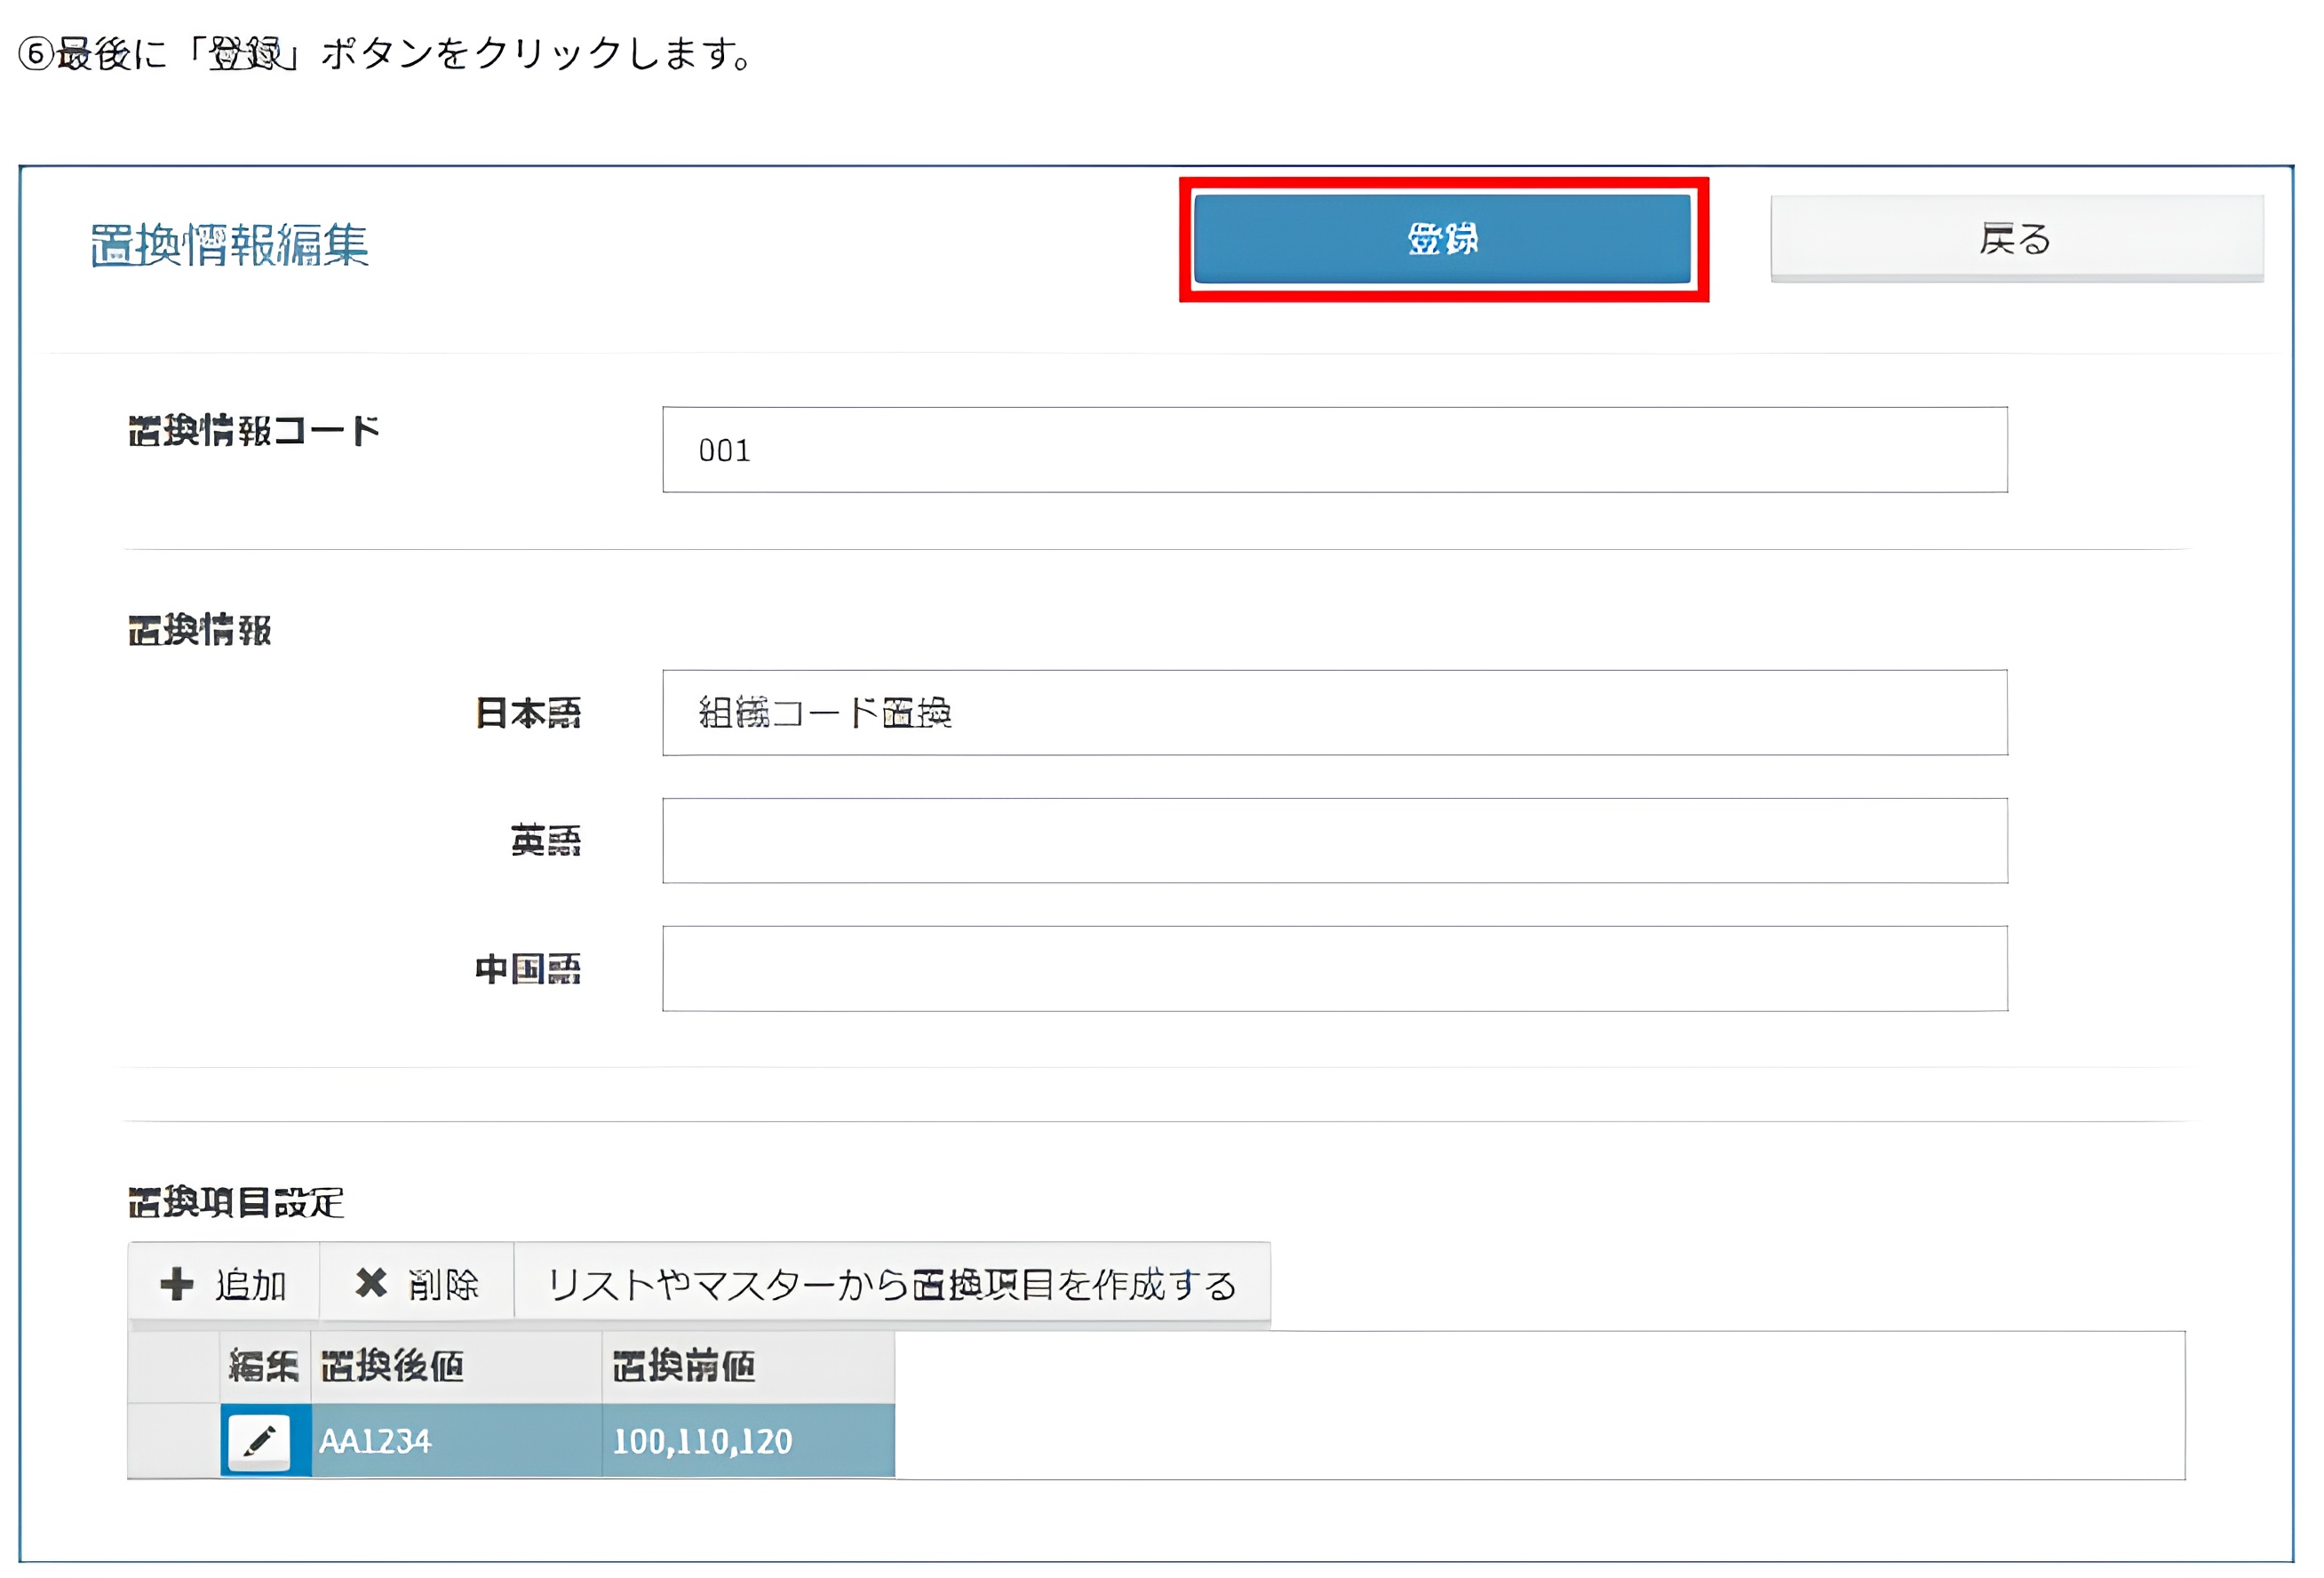 ⑥最後に「登録」ボタンをクリックします。
置換情報編集
登録
戻る
置換情報コード
001
置換情報
日本語
組織コード置換
英語
中国語
置換項目設定
追加
削除
リストやマスターから置換項目を作成する
編集 置換後値 置換前値
AA1234 100,110,120